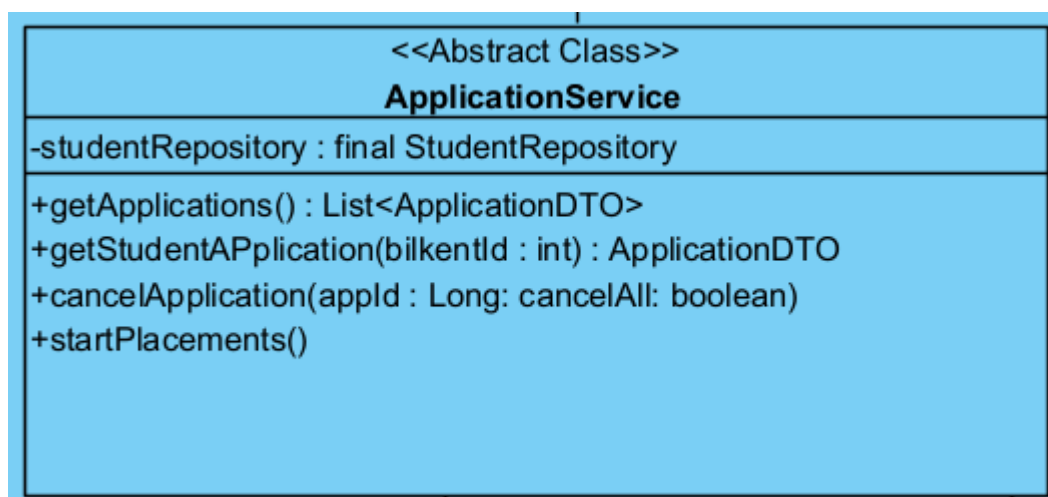 <<Abstract Class>>
ApplicationService
-studentRepository : final StudentRepository
+getApplications() : List<ApplicationDTO>
+getStudentAPplication(bilkentId : int) : ApplicationDTO
+cancelApplication(appId : Long: cancelAll: boolean)
+startPlacements()